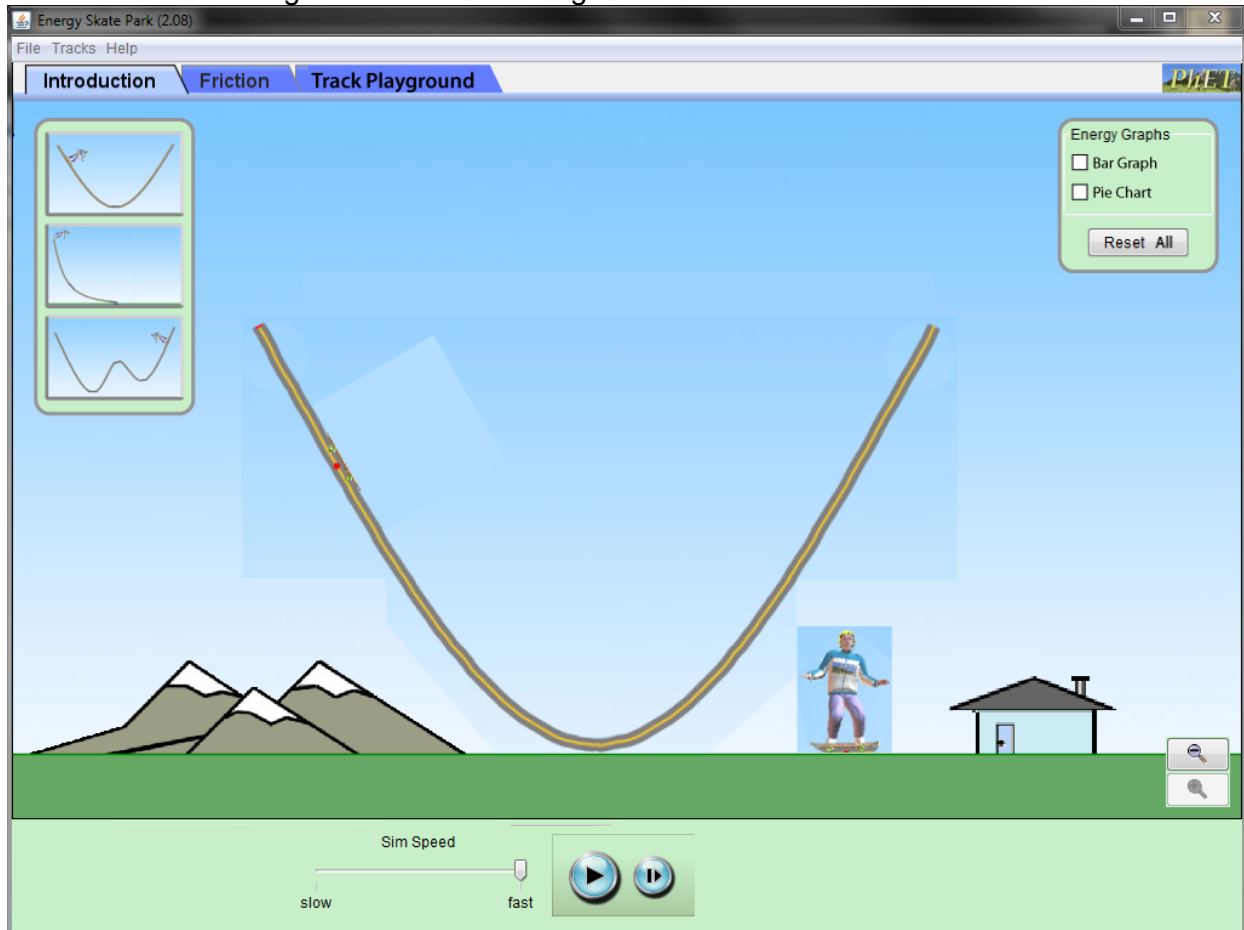 Energy Skate Park (2.08)
File Tracks Help
Introduction Friction Track Playground
PhET
Energy Graphs
Bar Graph
Pie Chart
Reset All
Sim Speed
slow fast